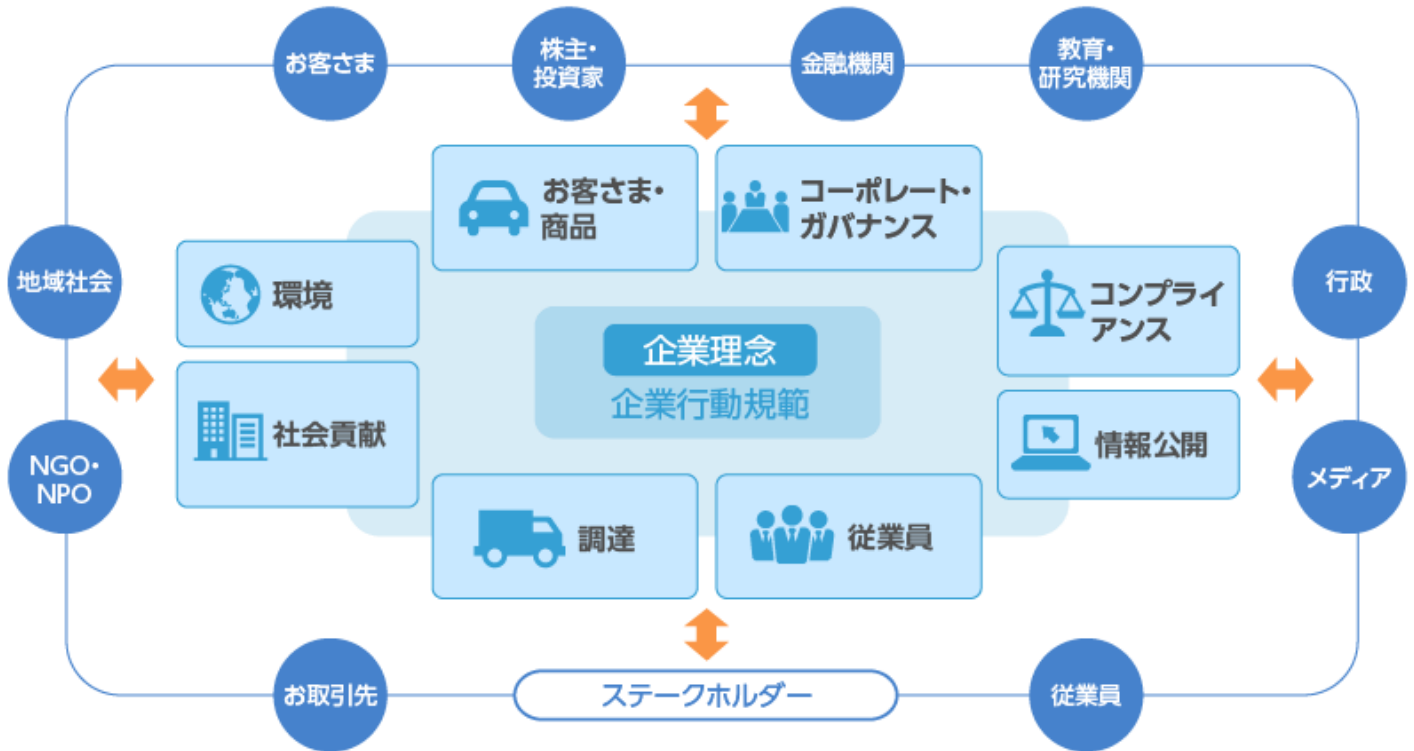 お客さま
株主・
投資家
金融機関
教育・
研究機関
お客さま・
商品
コーポレート・
ガバナンス
地域社会
環境
コンプライ
アンス
行政
企業理念
企業行動規範
社会貢献
情報公開
NGO・
NPO
メディア
調達
従業員
お取引先
ステークホルダー
従業員